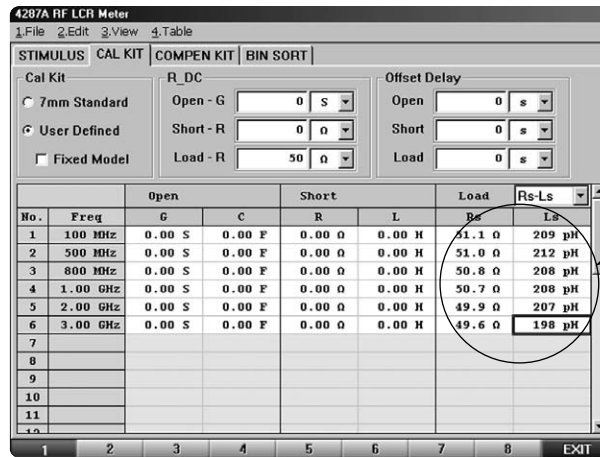 4287A RF LCR Meter
1.File 2.Edit 3.View 4.Table
STIMULUS CAL KIT COMPEN KIT BIN SORT
Cal Kit R_DC Offset Delay
7mm Standard Open - G 0 S Open 0 s
User Defined Short - R 0 Ω Short 0 s
Fixed Model Load - R 50 Ω Load 0 s
Open Short Load Rs-Ls
No. Freq G C R L Rs Ls
1 100 MHz 0.00 S 0.00 F 0.00 Ω 0.00 H 51.1 Ω 209 pH
2 500 MHz 0.00 S 0.00 F 0.00 Ω 0.00 H 51.0 Ω 212 pH
3 800 MHz 0.00 S 0.00 F 0.00 Ω 0.00 H 50.8 Ω 208 pH
4 1.00 GHz 0.00 S 0.00 F 0.00 Ω 0.00 H 50.7 Ω 208 pH
5 2.00 GHz 0.00 S 0.00 F 0.00 Ω 0.00 H 49.9 Ω 207 pH
6 3.00 GHz 0.00 S 0.00 F 0.00 Ω 0.00 H 49.6 Ω 198 pH
7
8
9
10
11
12
1 2 3 4 5 6 7 8 EXIT